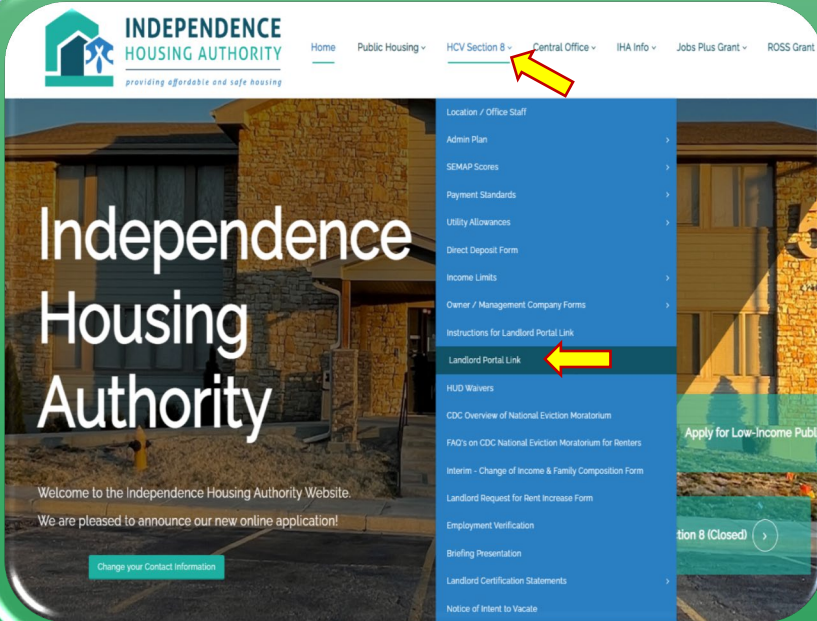 INDEPENDENCE
HOUSING AUTHORITY
providing affordable and safe housing
Home Public Housing HCV Section 8 Central Office IHA Info Jobs Plus Grant ROSS Grant
Location / Office Staff
Admin Plan
SEMAP Scores
Payment Standards
Utility Allowances
Direct Deposit Form
Income Limits
Owner / Management Company Forms
Instructions for Landlord Portal Link
Landlord Portal Link
HUD Waivers
CDC Overview of National Eviction Moratorium
FAQ's on CDC National Eviction Moratorium for Renters
Interim - Change of Income & Family Composition Form
Landlord Request for Rent Increase Form
Employment Verification
Briefing Presentation
Landlord Certification Statements
Notice of Intent to Vacate
Independence
Housing
Authority
Welcome to the Independence Housing Authority Website.
We are pleased to announce our new online application!
Change your Contact Information
Apply for Low-Income Publ
ction 8 (Closed)